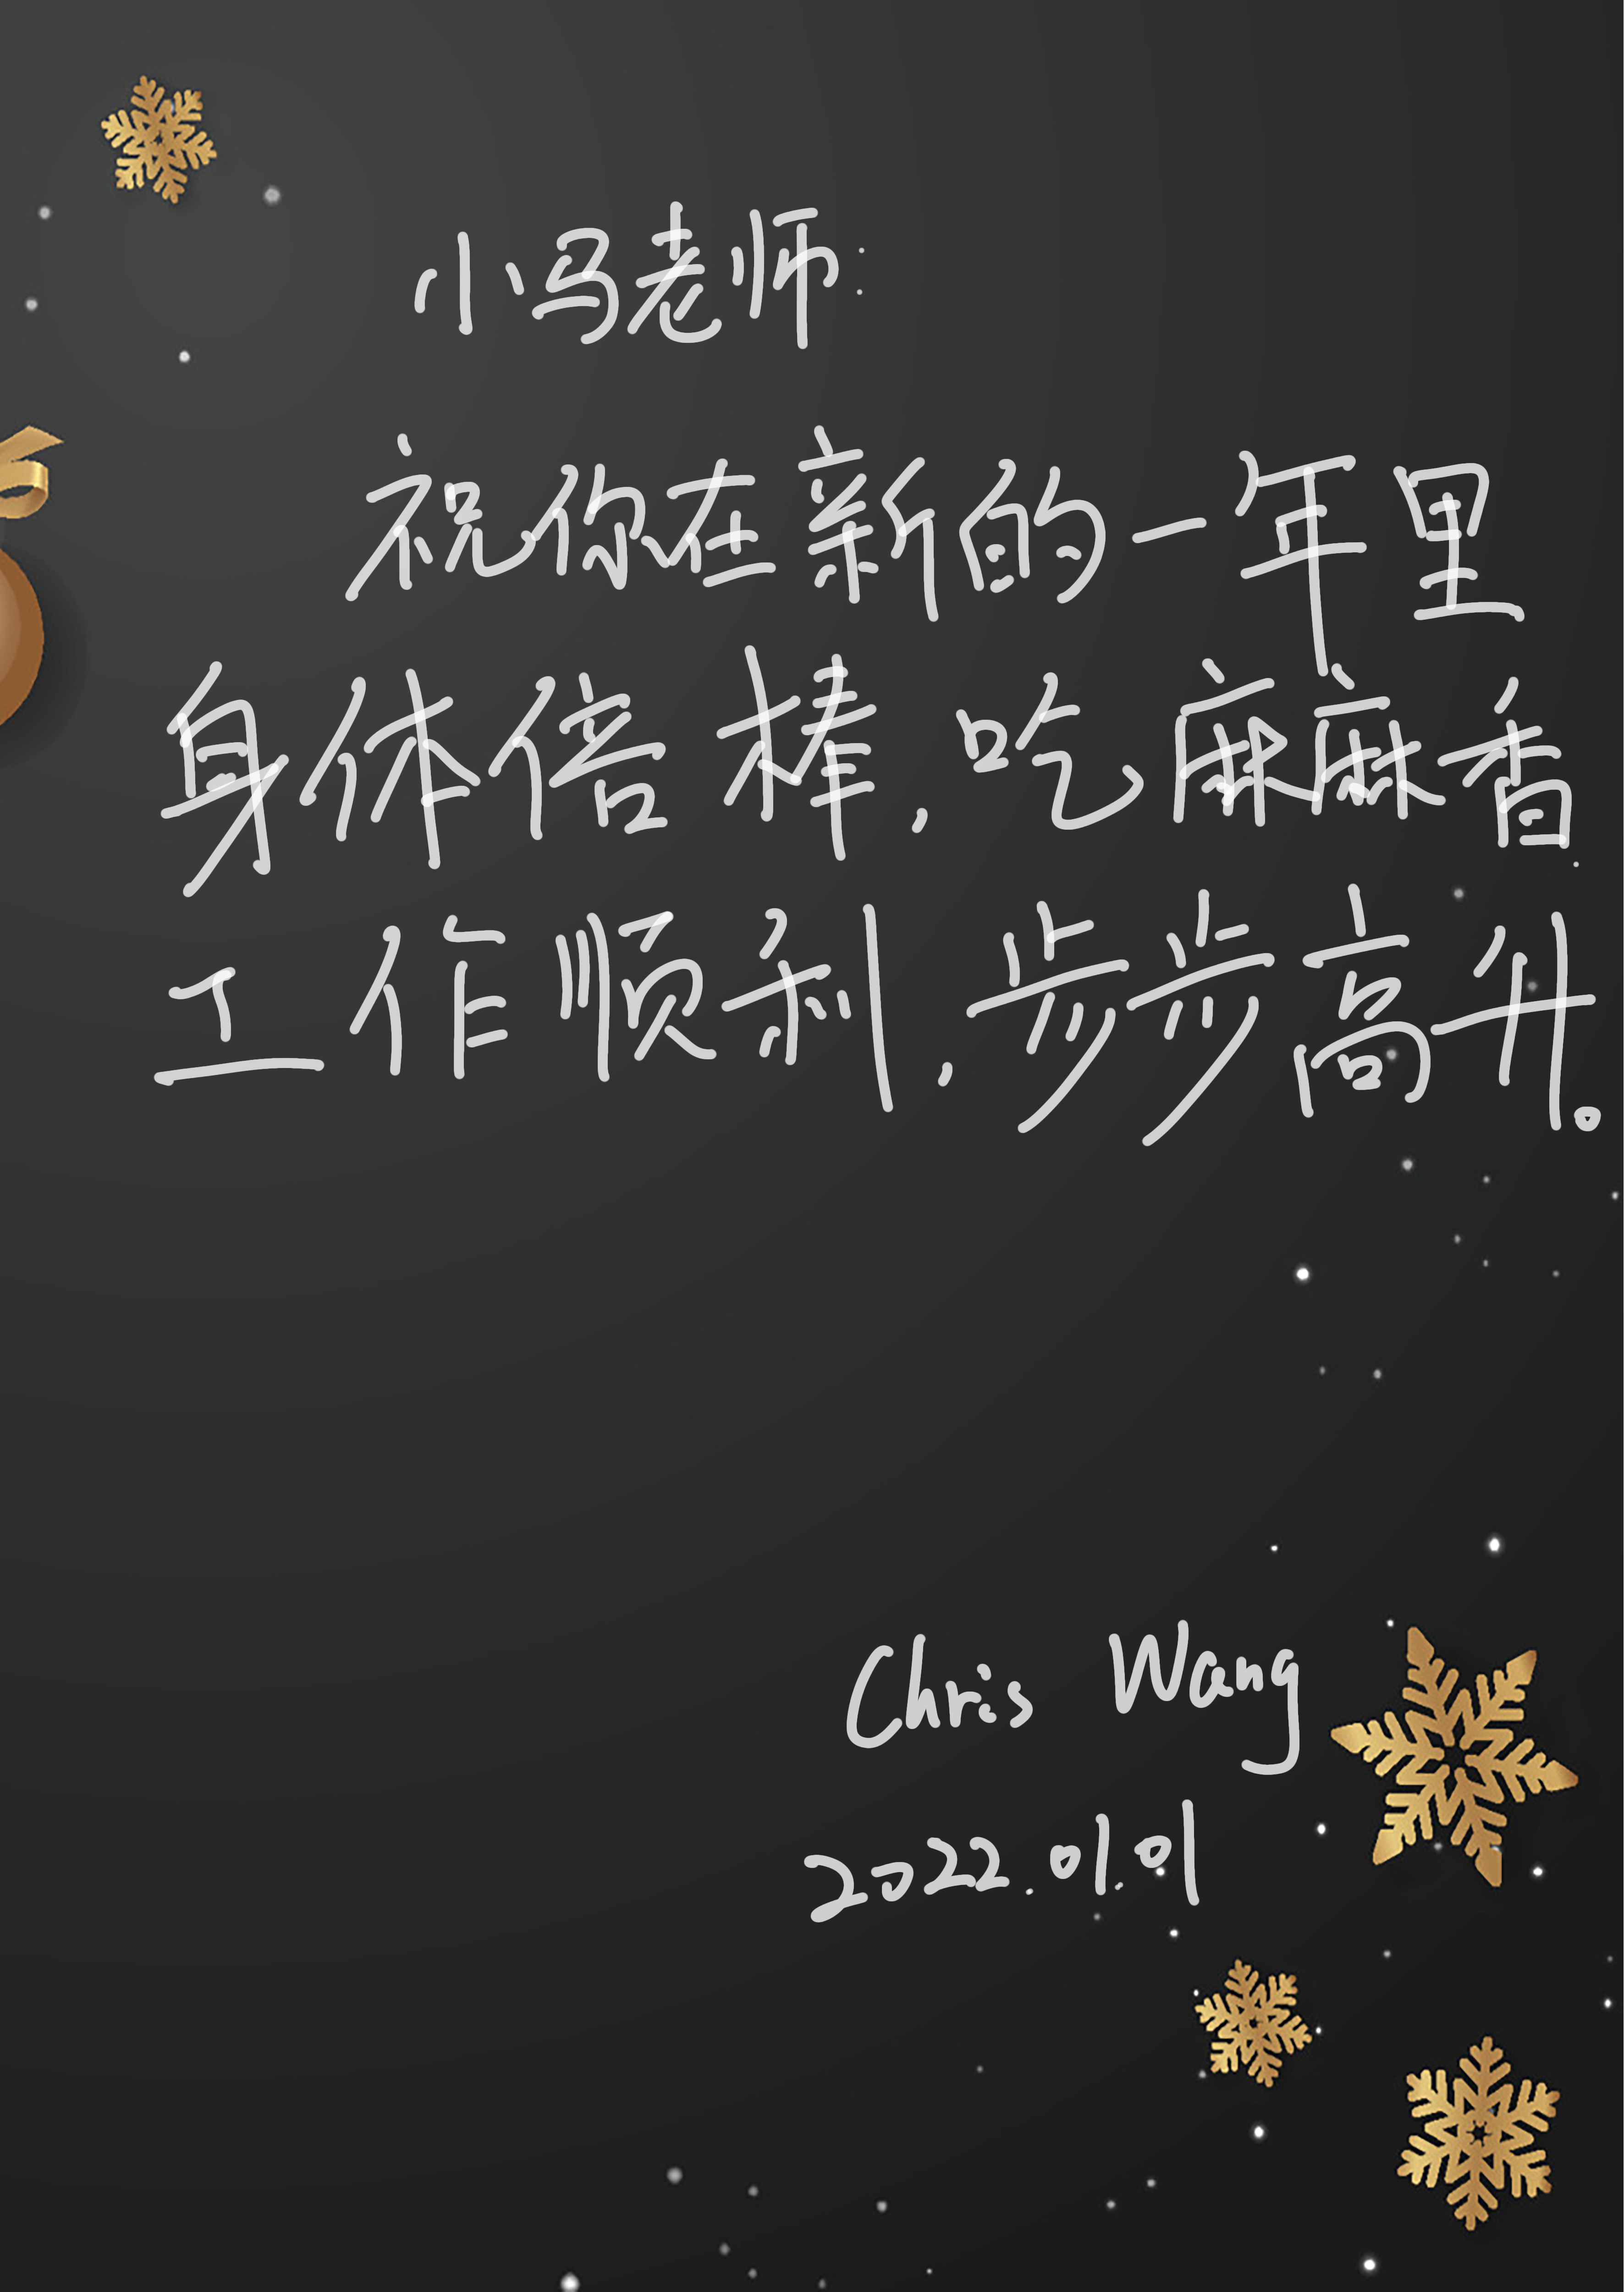 小马老师:
祝你在新的一年里
身体倍棒,吃麻麻香.
工作顺利,步步高升。
Chris Wang
2022.01.01